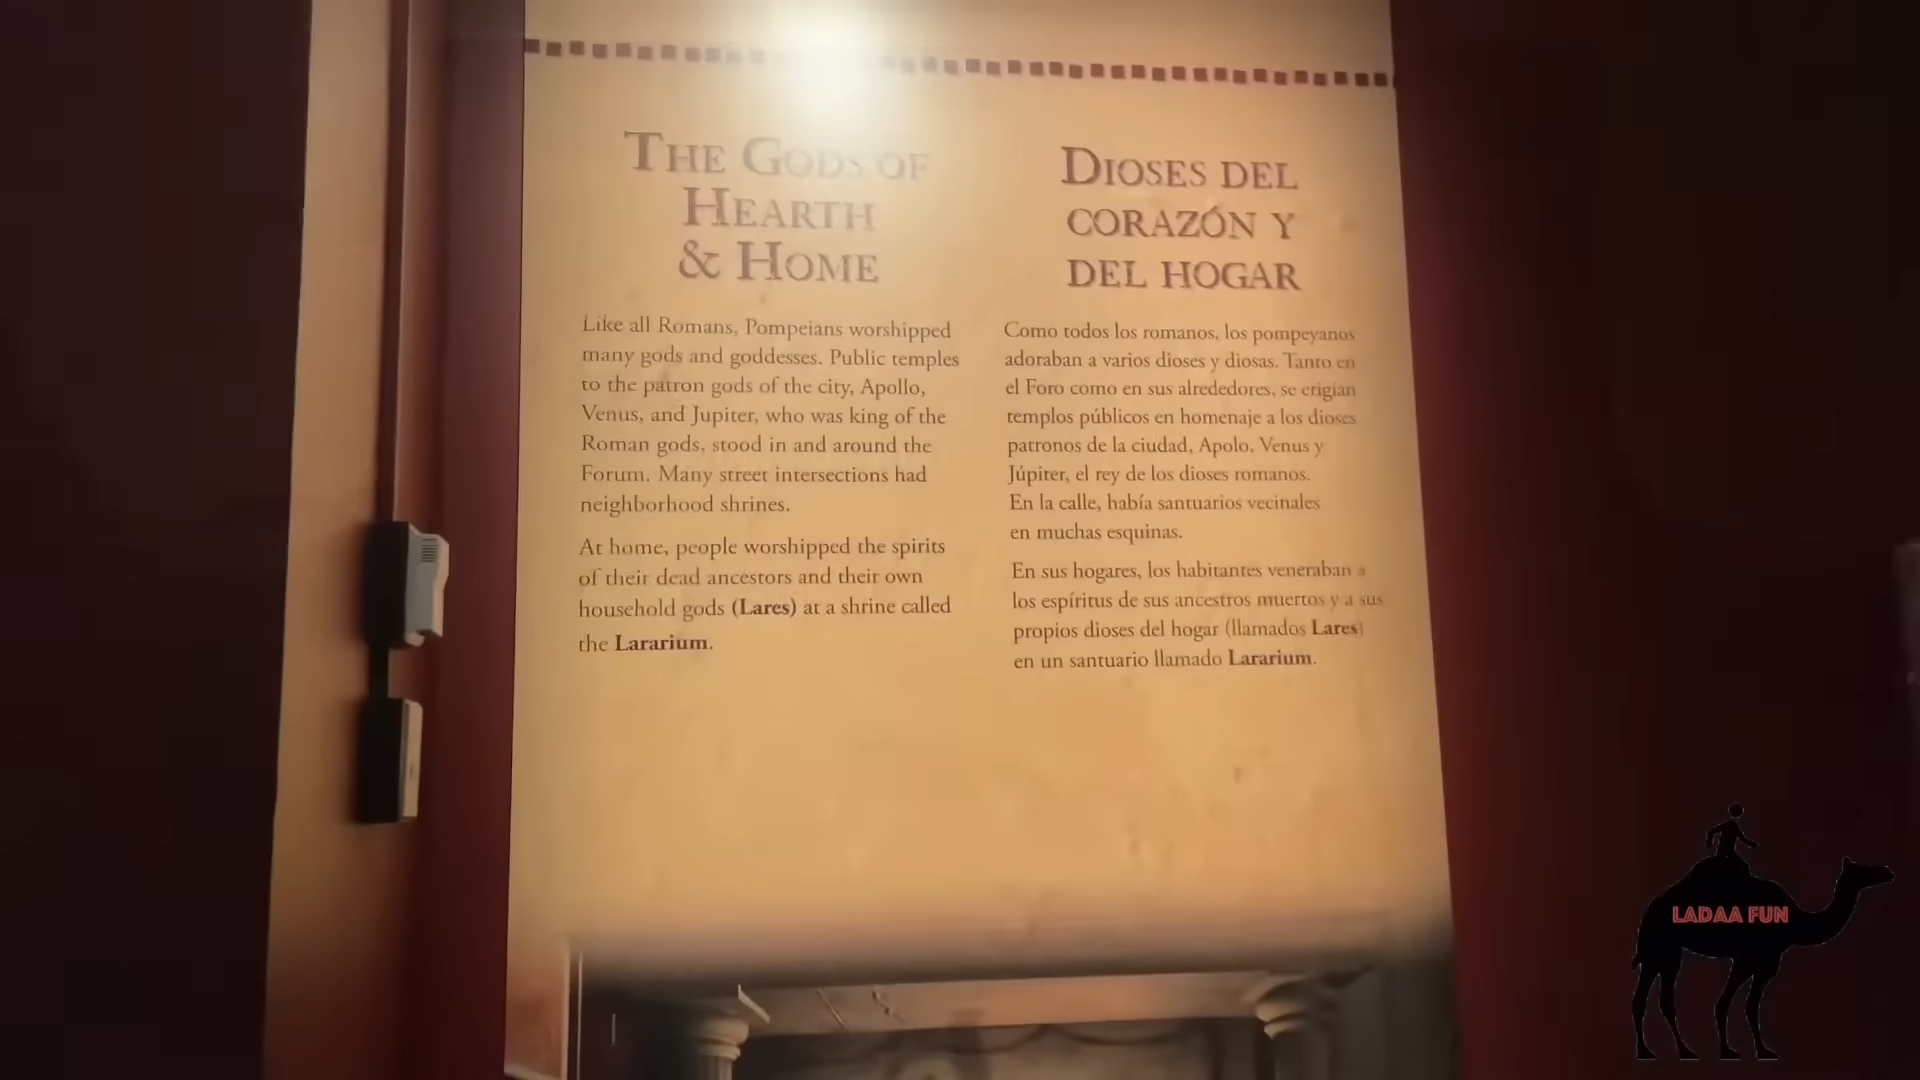 THE GODS OF
HEARTH
& HOME
Like all Romans, Pompeians worshipped
many gods and goddesses. Public temples
to the patron gods of the city, Apollo,
Venus, and Jupiter, who was king of the
Roman gods, stood in and around the
Forum. Many street intersections had
neighborhood shrines.
At home, people worshipped the spirits
of their dead ancestors and their own
household gods (Lares) at a shrine called
the Lararium.
DIOSES DEL
CORAZÓN Y
DEL HOGAR
Como todos los romanos, los pompeyanos
adoraban a varios dioses y diosas. Tanto en
el Foro como en sus alrededores, se erigían
templos públicos en homenaje a los dioses
patronos de la ciudad, Apolo, Venus y
Júpiter, el rey de los dioses romanos.
En la calle, había santuarios vecinales
en muchas esquinas.
En sus hogares, los habitantes veneraban a
los espíritus de sus ancestros muertos y a sus
propios dioses del hogar (llamados Lares)
en un santuario llamado Lararium.
LADAA FUN